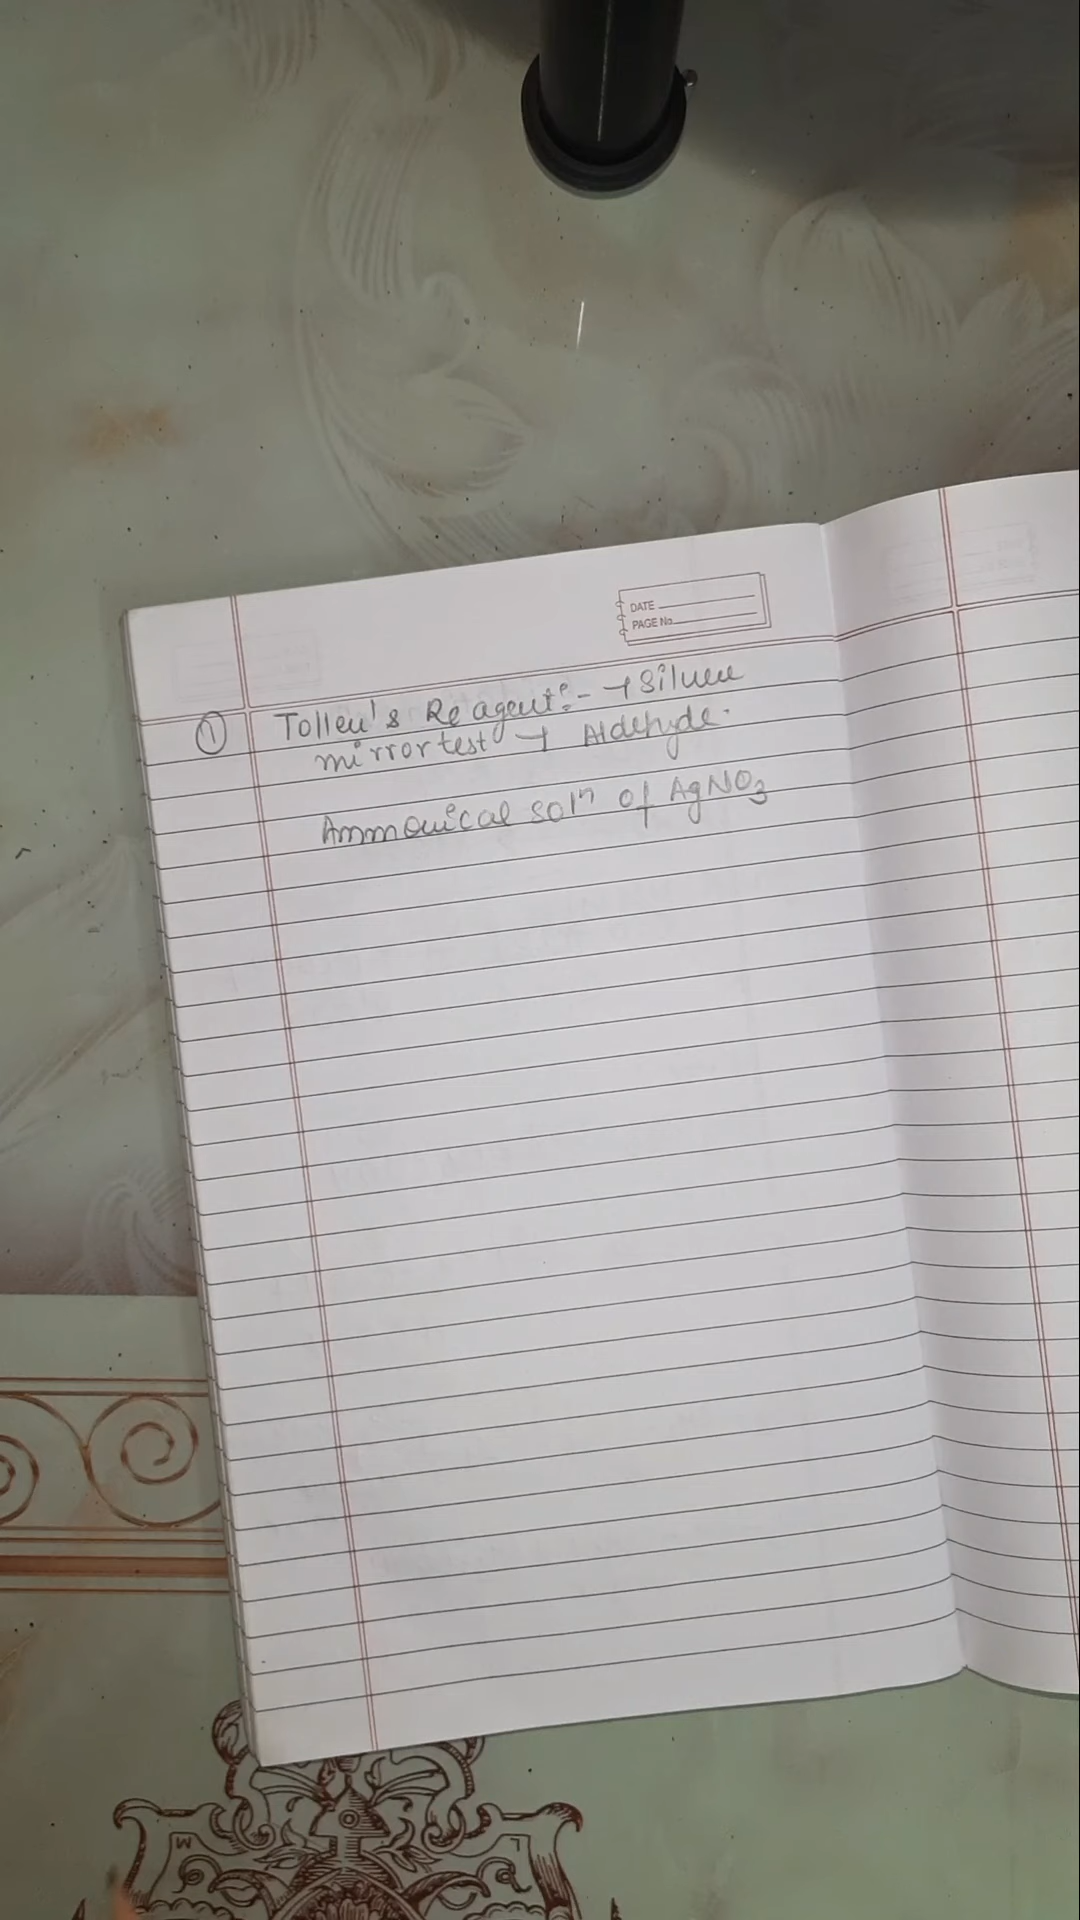 DATE
PAGE No.
① Tollen's Reagent:- → Silver
mirror test → Aldehyde.
Ammonical solⁿ of AgNO₃